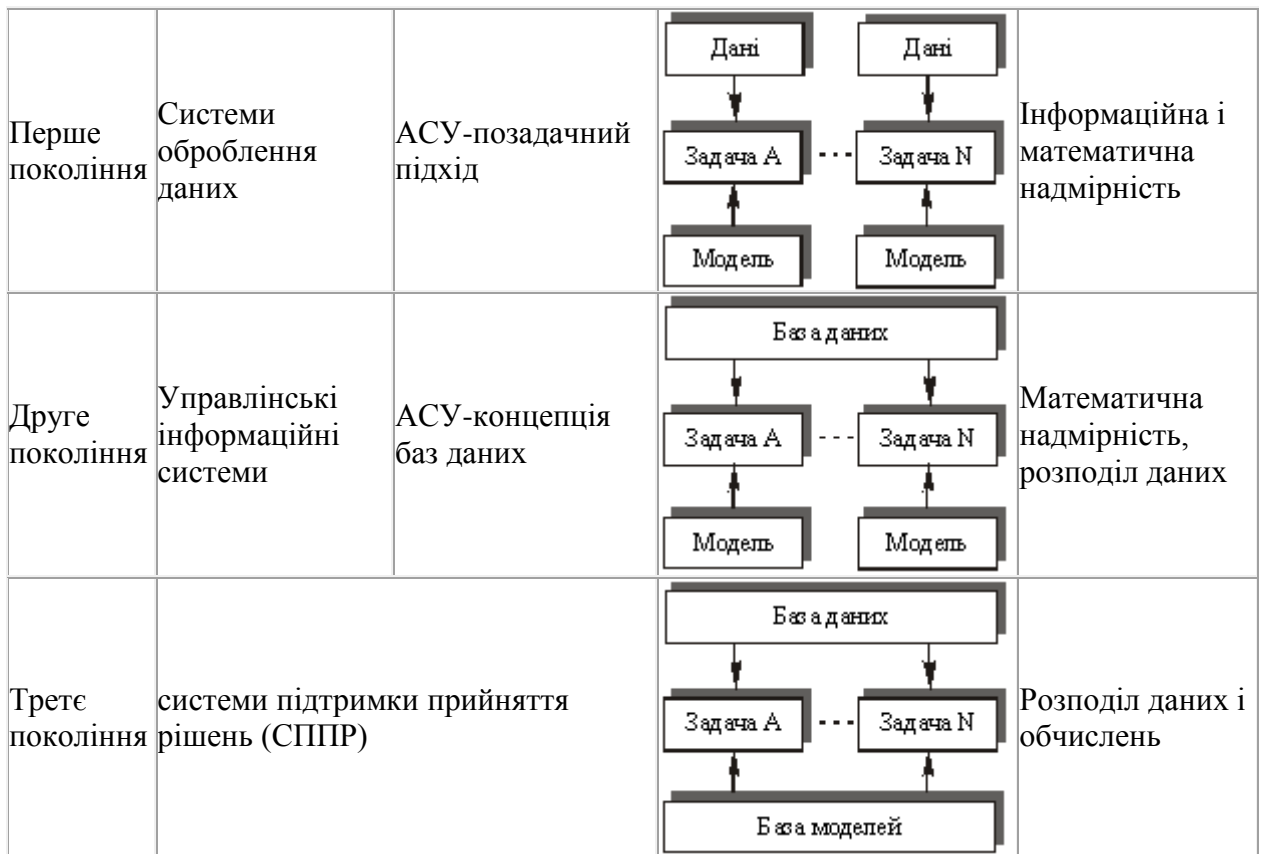 Перше
покоління
Системи
оброблення
даних
АСУ-позадачний
підхід
Дані
Дані
Задача А
Задача N
Модель
Модель
Інформаційна і
математична
надмірність
Друге
покоління
Управлінські
інформаційні
системи
АСУ-концепція
баз даних
База даних
Задача А
Задача N
Модель
Модель
Математична
надмірність,
розподіл даних
Третє
покоління
системи підтримки прийняття
рішень (СППР)
База даних
Задача А
Задача N
База моделей
Розподіл даних і
обчислень